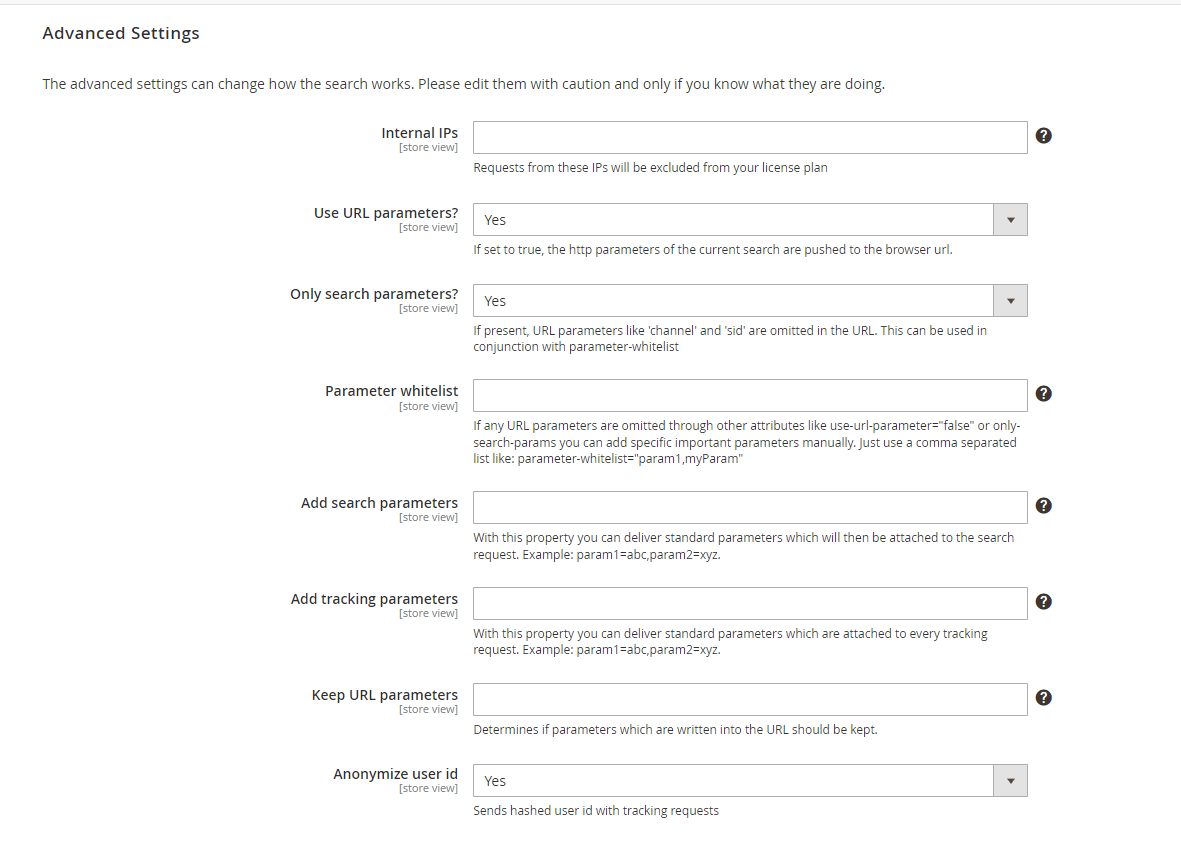 Advanced Settings
The advanced settings can change how the search works. Please edit them with caution and only if you know what they are doing.
Internal IPs
[store view]
Requests from these IPs will be excluded from your license plan
Use URL parameters?
[store view]
Yes
If set to true, the http parameters of the current search are pushed to the browser url.
Only search parameters?
[store view]
Yes
If present, URL parameters like 'channel' and 'sid' are omitted in the URL. This can be used in
conjunction with parameter-whitelist
Parameter whitelist
[store view]
If any URL parameters are omitted through other attributes like use-url-parameter="false" or only-
search-params you can add specific important parameters manually. Just use a comma separated
list like: parameter-whitelist="param1,myParam"
Add search parameters
[store view]
With this property you can deliver standard parameters which will then be attached to the search
request. Example: param1=abc,param2=xyz.
Add tracking parameters
[store view]
With this property you can deliver standard parameters which are attached to every tracking
request. Example: param1=abc,param2=xyz.
Keep URL parameters
[store view]
Determines if parameters which are written into the URL should be kept.
Anonymize user id
[store view]
Yes
Sends hashed user id with tracking requests